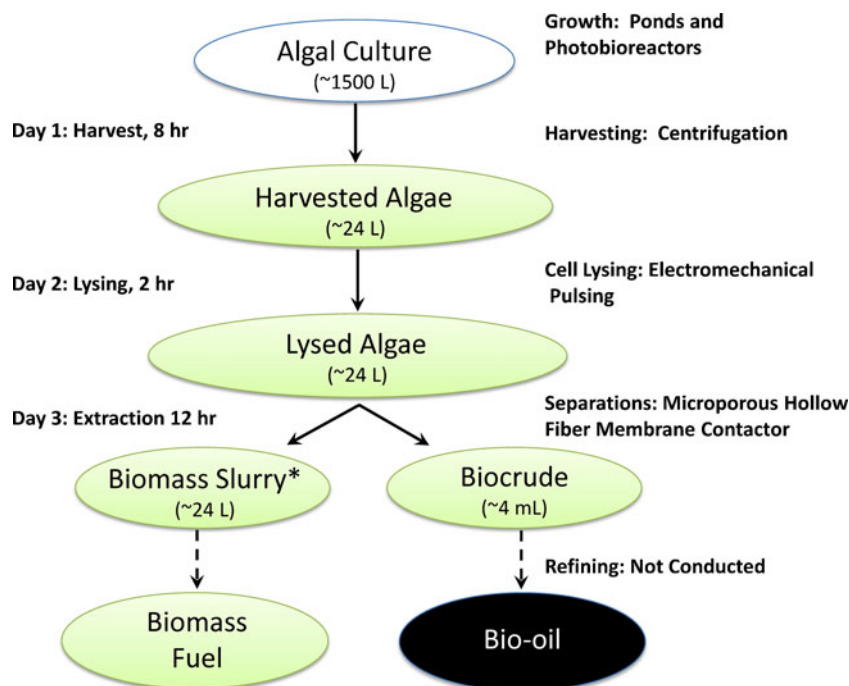 Algal Culture
(~1500 L)
Growth: Ponds and
Photobioreactors
Day 1: Harvest, 8 hr
Harvesting: Centrifugation
Harvested Algae
(~24 L)
Day 2: Lysing, 2 hr
Cell Lysing: Electromechanical
Pulsing
Lysed Algae
(~24 L)
Day 3: Extraction 12 hr
Separations: Microporous Hollow
Fiber Membrane Contactor
Biomass Slurry*
(~24 L)
Biocrude
(~4 mL)
Refining: Not Conducted
Biomass
Fuel
Bio-oil